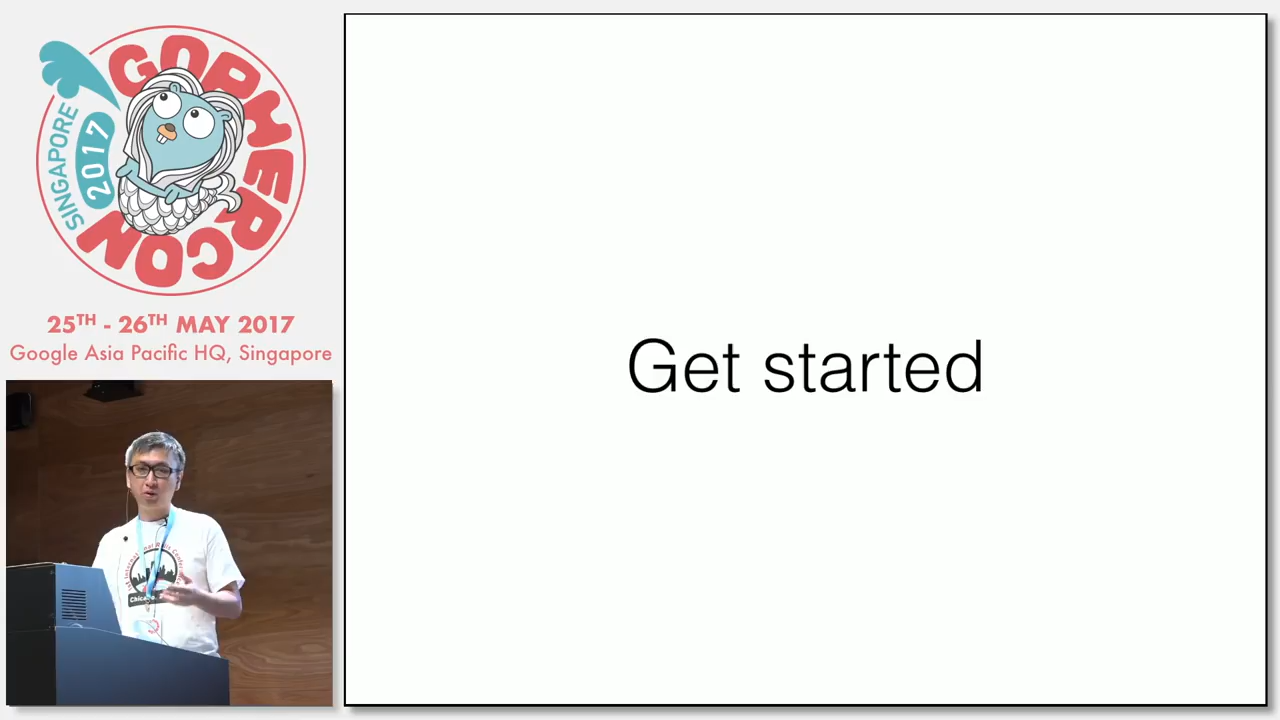 GOPHERCON
SINGAPORE
2017
25TH - 26TH MAY 2017
Google Asia Pacific HQ, Singapore
Get started